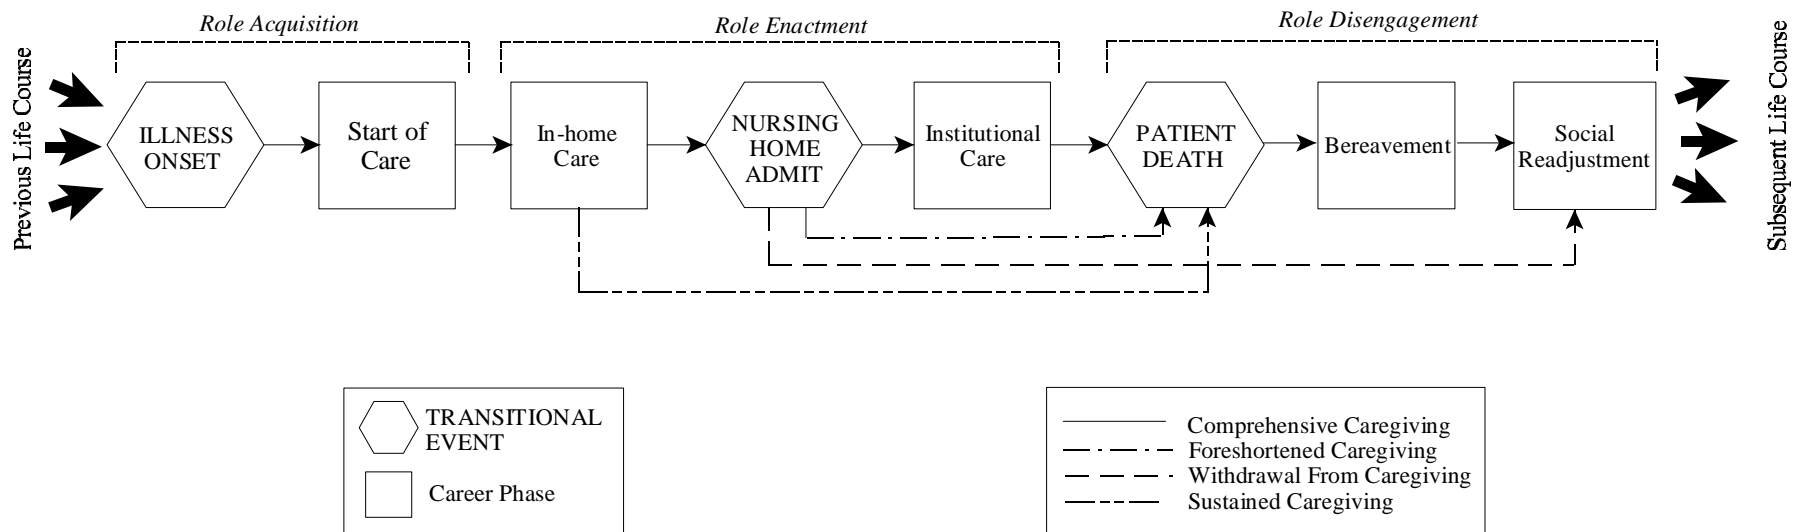 Role Acquisition
Role Enactment
Role Disengagement
Previous Life Course
ILLNESS
ONSET
Start of
Care
In-home
Care
NURSING
HOME
ADMIT
Institutional
Care
PATIENT
DEATH
Bereavement
Social
Readjustment
Subsequent Life Course
TRANSITIONAL
EVENT
Career Phase
Comprehensive Caregiving
Foreshortened Caregiving
Withdrawal From Caregiving
Sustained Caregiving